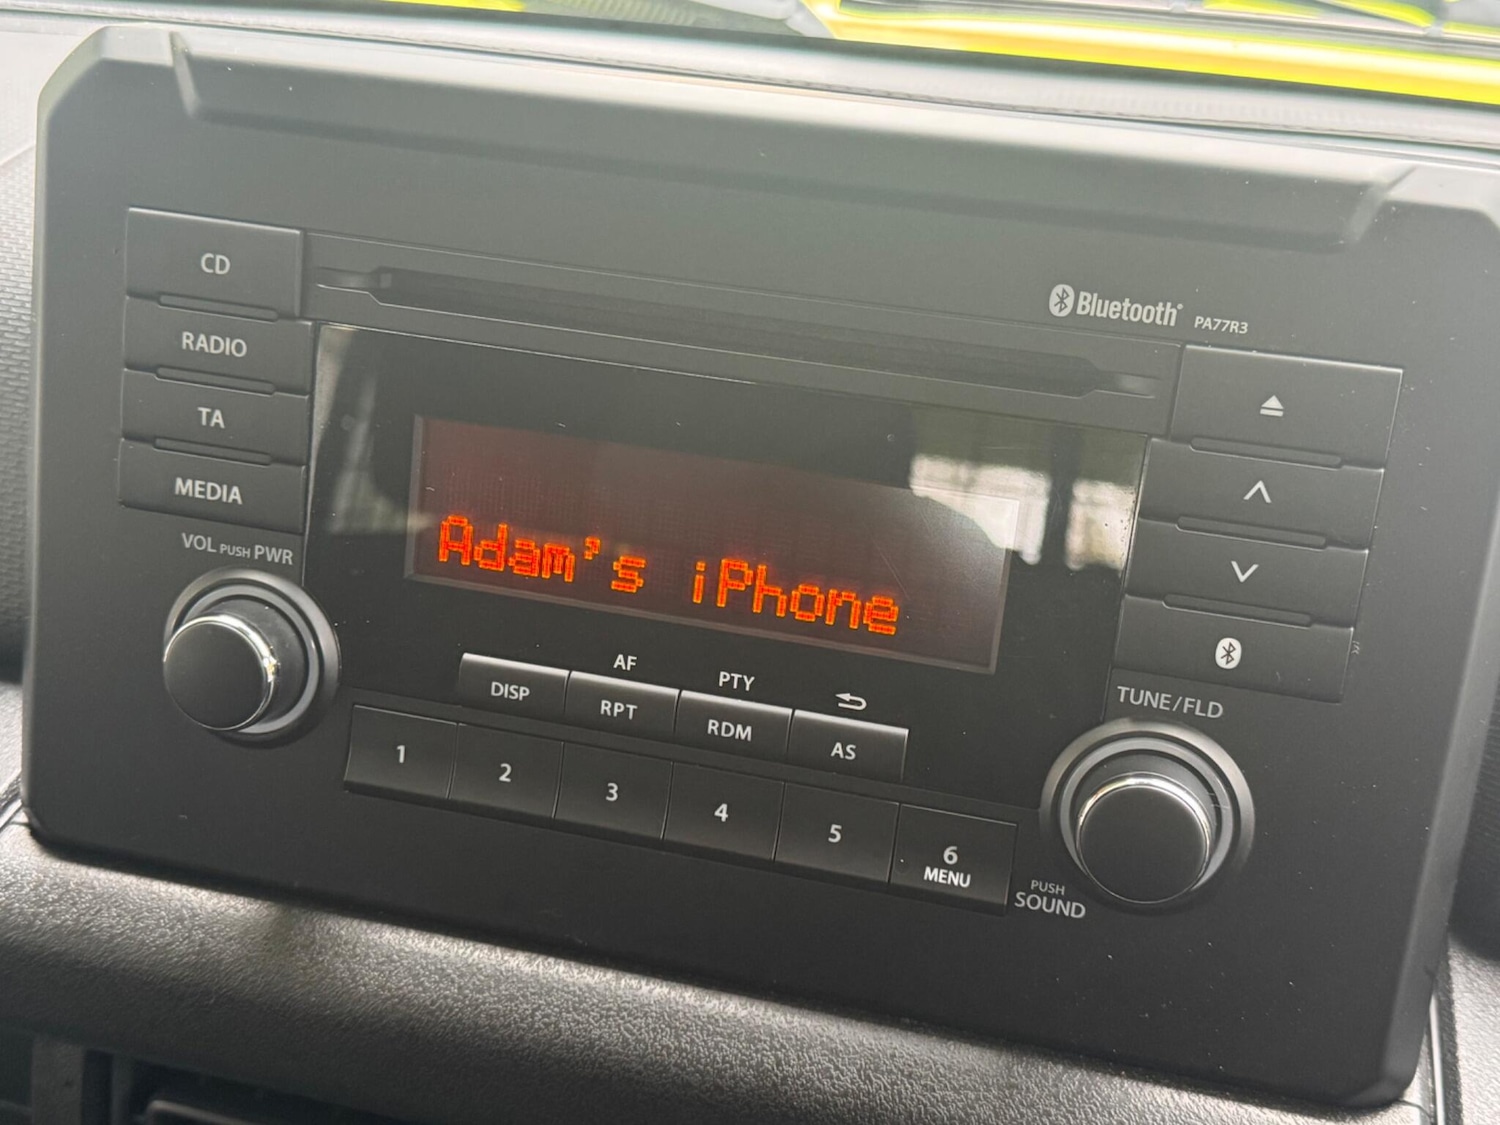 CD
Bluetooth® PA77R3
RADIO
TA
MEDIA
Adam's iPhone
VOL PUSH PWR
AF
PTY
DISP
RPT
RDM
AS
TUNE/FLD
1
2
3
4
5
6
MENU
PUSH
SOUND